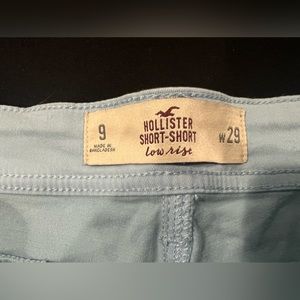 HOLLISTER
9 SHORT-SHORT W29
MADE IN
BANGLADESH
low rise